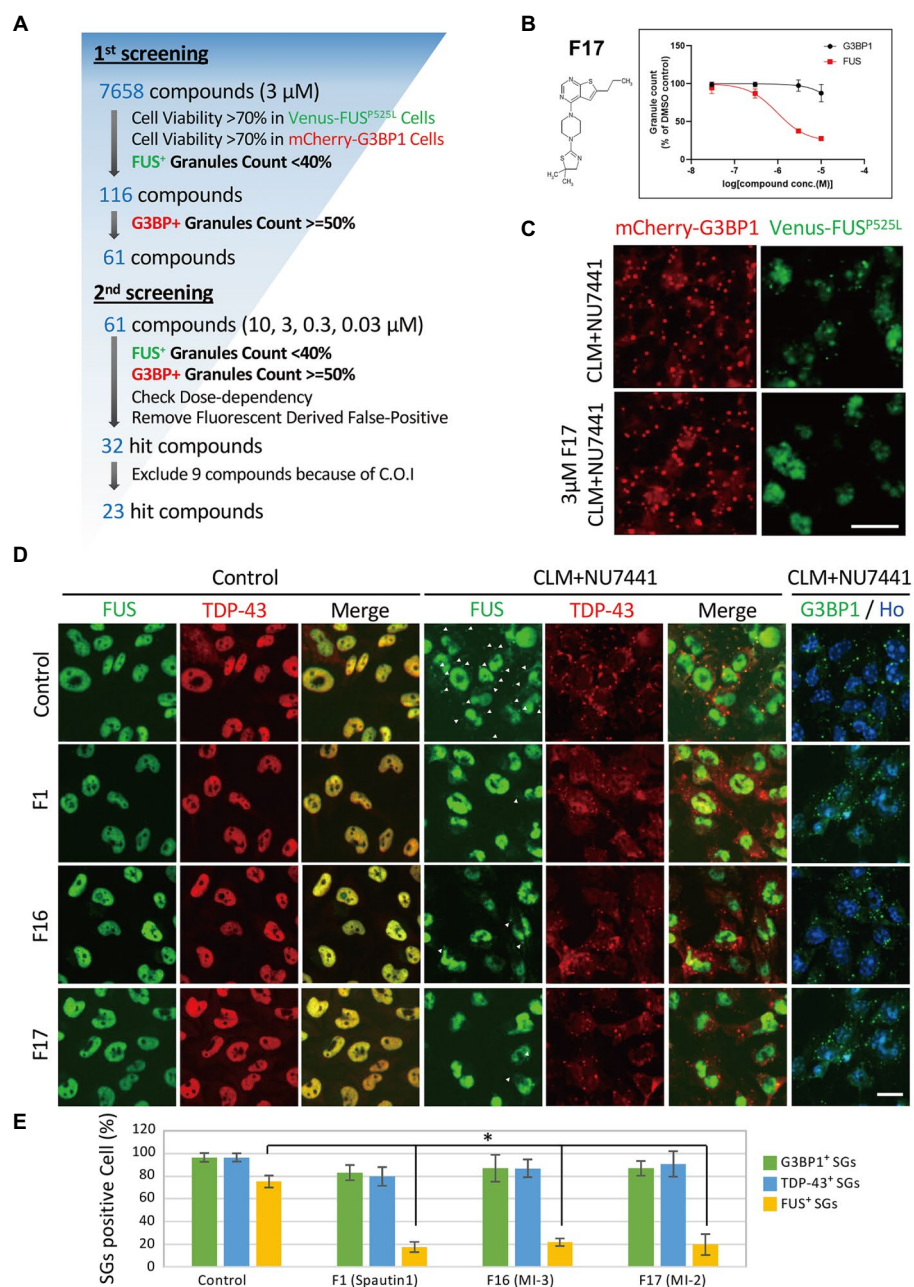 A
1st screening
7658 compounds (3 µM)
Cell Viability >70% in Venus-FUSP525L Cells
Cell Viability >70% in mCherry-G3BP1 Cells
FUS+ Granules Count <40%
116 compounds
G3BP+ Granules Count >=50%
61 compounds
2nd screening
61 compounds (10, 3, 0.3, 0.03 µM)
FUS+ Granules Count <40%
G3BP+ Granules Count >=50%
Check Dose-dependency
Remove Fluorescent Derived False-Positive
32 hit compounds
Exclude 9 compounds because of C.O.I
23 hit compounds
B
F17
N
S
CH3
N
N
N
N
S
N
H3C
CH3
Granule count
(% of DMSO control)
150
100
50
0
-8 -7 -6 -5 -4
log[compound conc.(M)]
G3BP1
FUS
C
mCherry-G3BP1 Venus-FUSP525L
CLM+NU7441
3µM F17
CLM+NU7441
D
Control CLM+NU7441 CLM+NU7441
FUS TDP-43 Merge FUS TDP-43 Merge G3BP1 / Ho
Control
F1
F16
F17
E
SGs positive Cell (%)
120
100
80
60
40
20
0
*
Control F1 (Spautin1) F16 (MI-3) F17 (MI-2)
G3BP1+ SGs
TDP-43+ SGs
FUS+ SGs